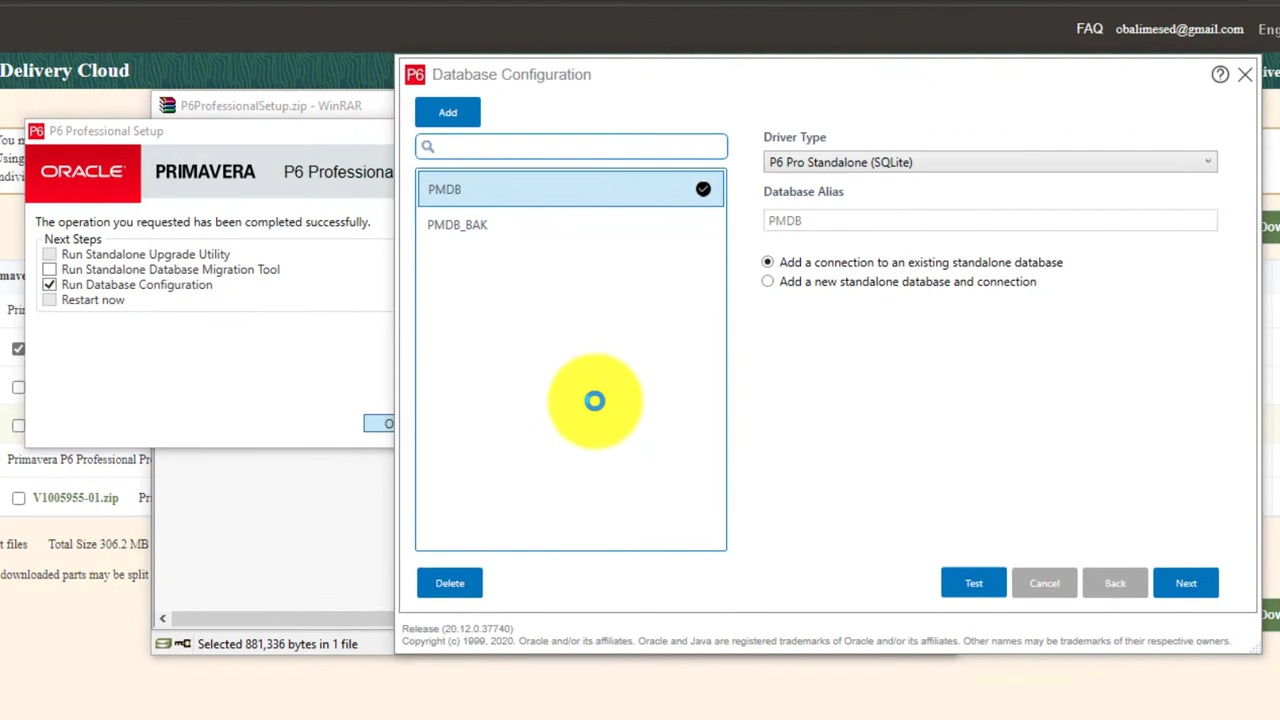 FAQ
obalimesed@gmail.com
Eng
Delivery Cloud
P6ProfessionalSetup.zip - WinRAR
P6 Professional Setup
ORACLE
PRIMAVERA
P6 Professiona
The operation you requested has been completed successfully.
Next Steps
Run Standalone Upgrade Utility
Run Standalone Database Migration Tool
Run Database Configuration
Restart now
Primavera P6 Professional Pr
V1005955-01.zip
t files
Total Size 306.2 MB
downloaded parts may be split
Selected 881,336 bytes in 1 file
P6
Database Configuration
Add
PMDB
PMDB_BAK
Driver Type
P6 Pro Standalone (SQLite)
Database Alias
PMDB
Add a connection to an existing standalone database
Add a new standalone database and connection
Delete
Test
Cancel
Back
Next
Release (20.12.0.37740)
Copyright (c) 1999, 2020. Oracle and/or its affiliates. Oracle and Java are registered trademarks of Oracle and/or its affiliates. Other names may be trademarks of their respective owners.